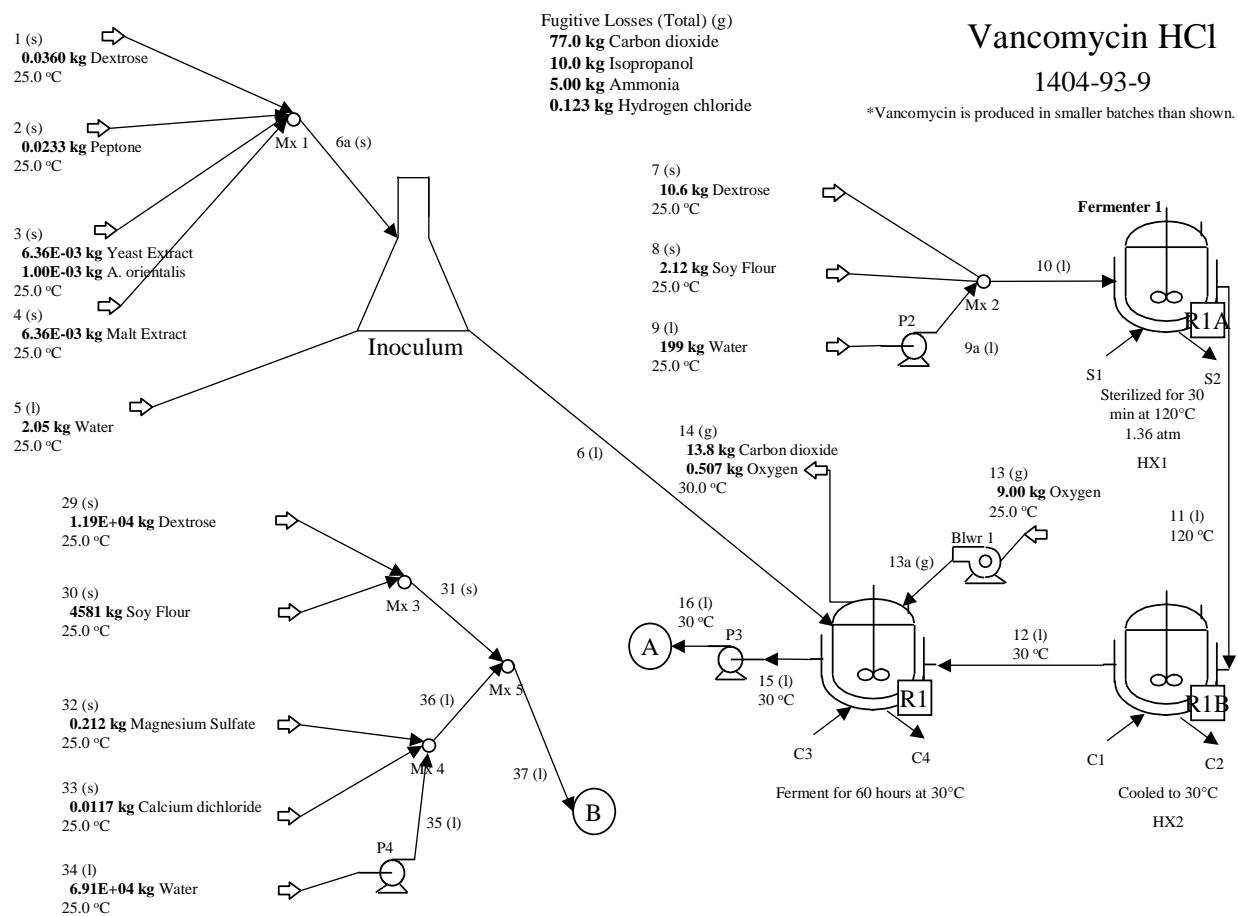 Vancomycin HCl
1404-93-9
*Vancomycin is produced in smaller batches than shown.
Fugitive Losses (Total) (g)
77.0 kg Carbon dioxide
10.0 kg Isopropanol
5.00 kg Ammonia
0.123 kg Hydrogen chloride
1 (s)
0.0360 kg Dextrose
25.0 °C
2 (s)
0.0233 kg Peptone
25.0 °C
3 (s)
6.36E-03 kg Yeast Extract
1.00E-03 kg A. orientalis
25.0 °C
4 (s)
6.36E-03 kg Malt Extract
25.0 °C
5 (l)
2.05 kg Water
25.0 °C
Mx 1
6a (s)
Inoculum
6 (l)
7 (s)
10.6 kg Dextrose
25.0 °C
8 (s)
2.12 kg Soy Flour
25.0 °C
9 (l)
199 kg Water
25.0 °C
P2
9a (l)
Mx 2
10 (l)
Fermenter 1
R1A
S1
S2
Sterilized for 30
min at 120°C
1.36 atm
HX1
11 (l)
120 °C
14 (g)
13.8 kg Carbon dioxide
0.507 kg Oxygen
30.0 °C
13 (g)
9.00 kg Oxygen
25.0 °C
Blwr 1
13a (g)
12 (l)
30 °C
R1B
C1
C2
Cooled to 30°C
HX2
R1
C3
C4
Ferment for 60 hours at 30°C
15 (l)
30 °C
P3
16 (l)
30 °C
A
29 (s)
1.19E+04 kg Dextrose
25.0 °C
30 (s)
4581 kg Soy Flour
25.0 °C
Mx 3
31 (s)
32 (s)
0.212 kg Magnesium Sulfate
25.0 °C
33 (s)
0.0117 kg Calcium dichloride
25.0 °C
34 (l)
6.91E+04 kg Water
25.0 °C
P4
35 (l)
Mx 4
36 (l)
Mx 5
37 (l)
B